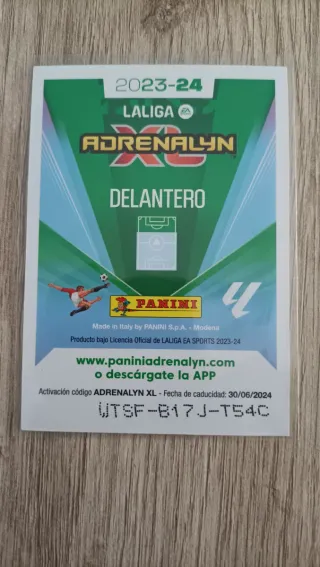 2023-24
LALIGA EA
ADRENALYN
XL
DELANTERO
PANINI
Made in Italy by PANINI S.p.A. - Modena
Producto bajo Licencia Oficial de LALIGA EA SPORTS 2023-24
www.paniniadrenalyn.com
o descárgate la APP
Activación código ADRENALYN XL - Fecha de caducidad: 30/06/2024
UTSF-B17J-T54C